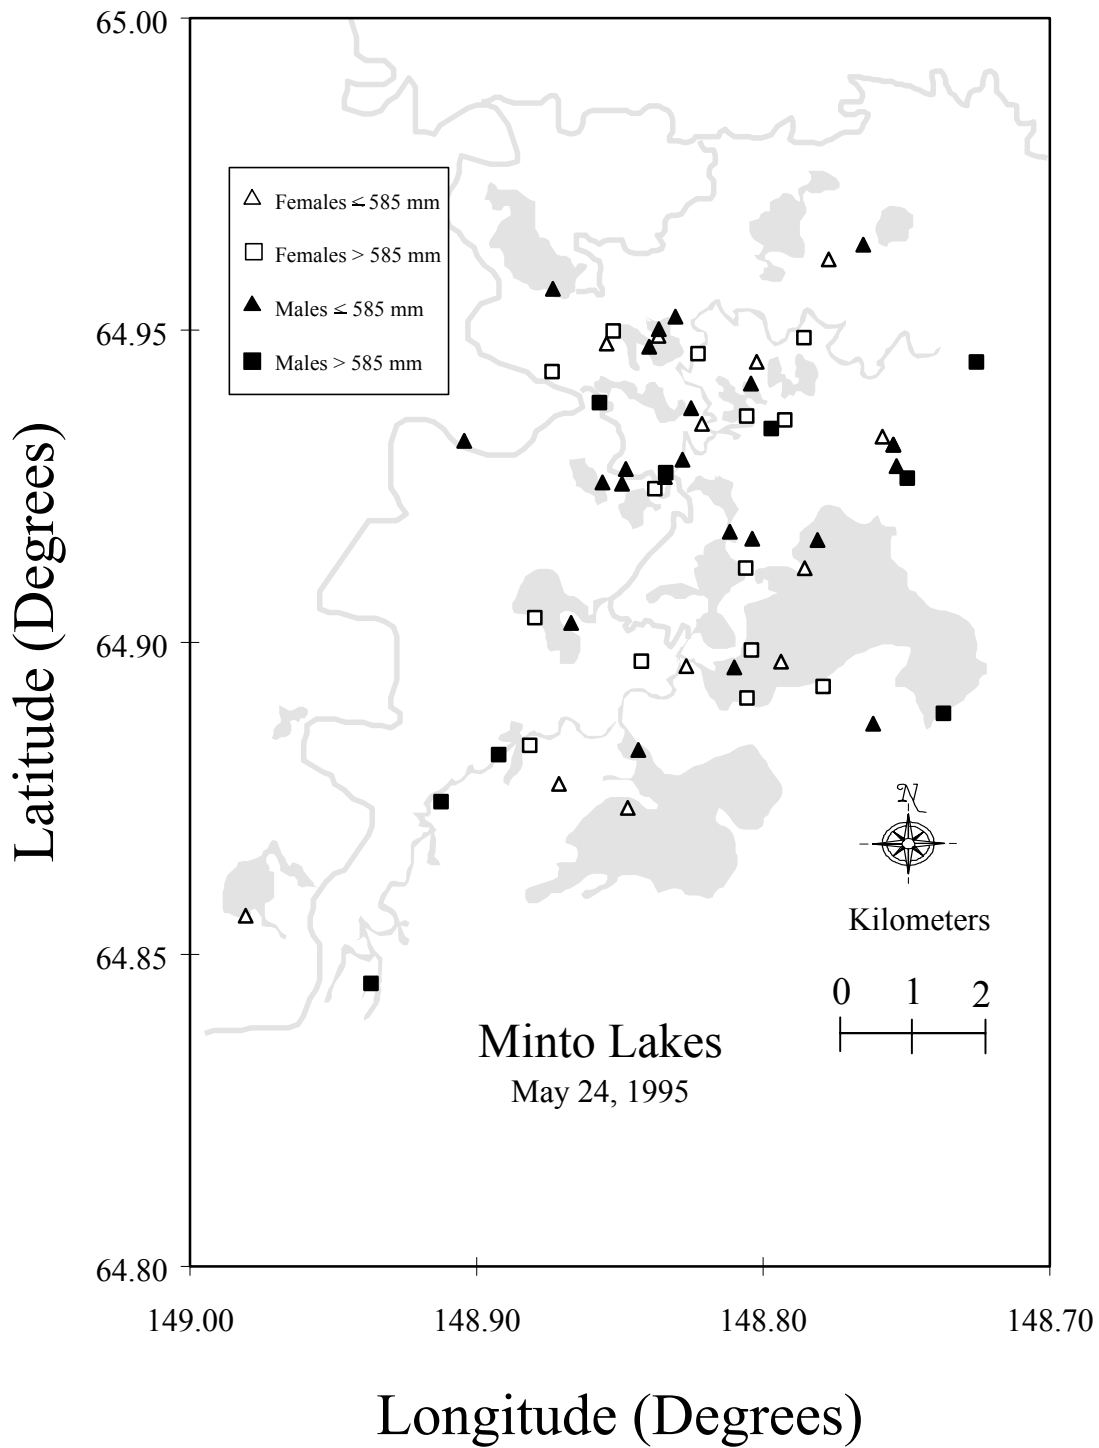 65.00
64.95
64.90
64.85
64.80
Latitude (Degrees)
Females ≤ 585 mm
Females > 585 mm
Males ≤ 585 mm
Males > 585 mm
N
Kilometers
0 1 2
Minto Lakes
May 24, 1995
149.00 148.90 148.80 148.70
Longitude (Degrees)